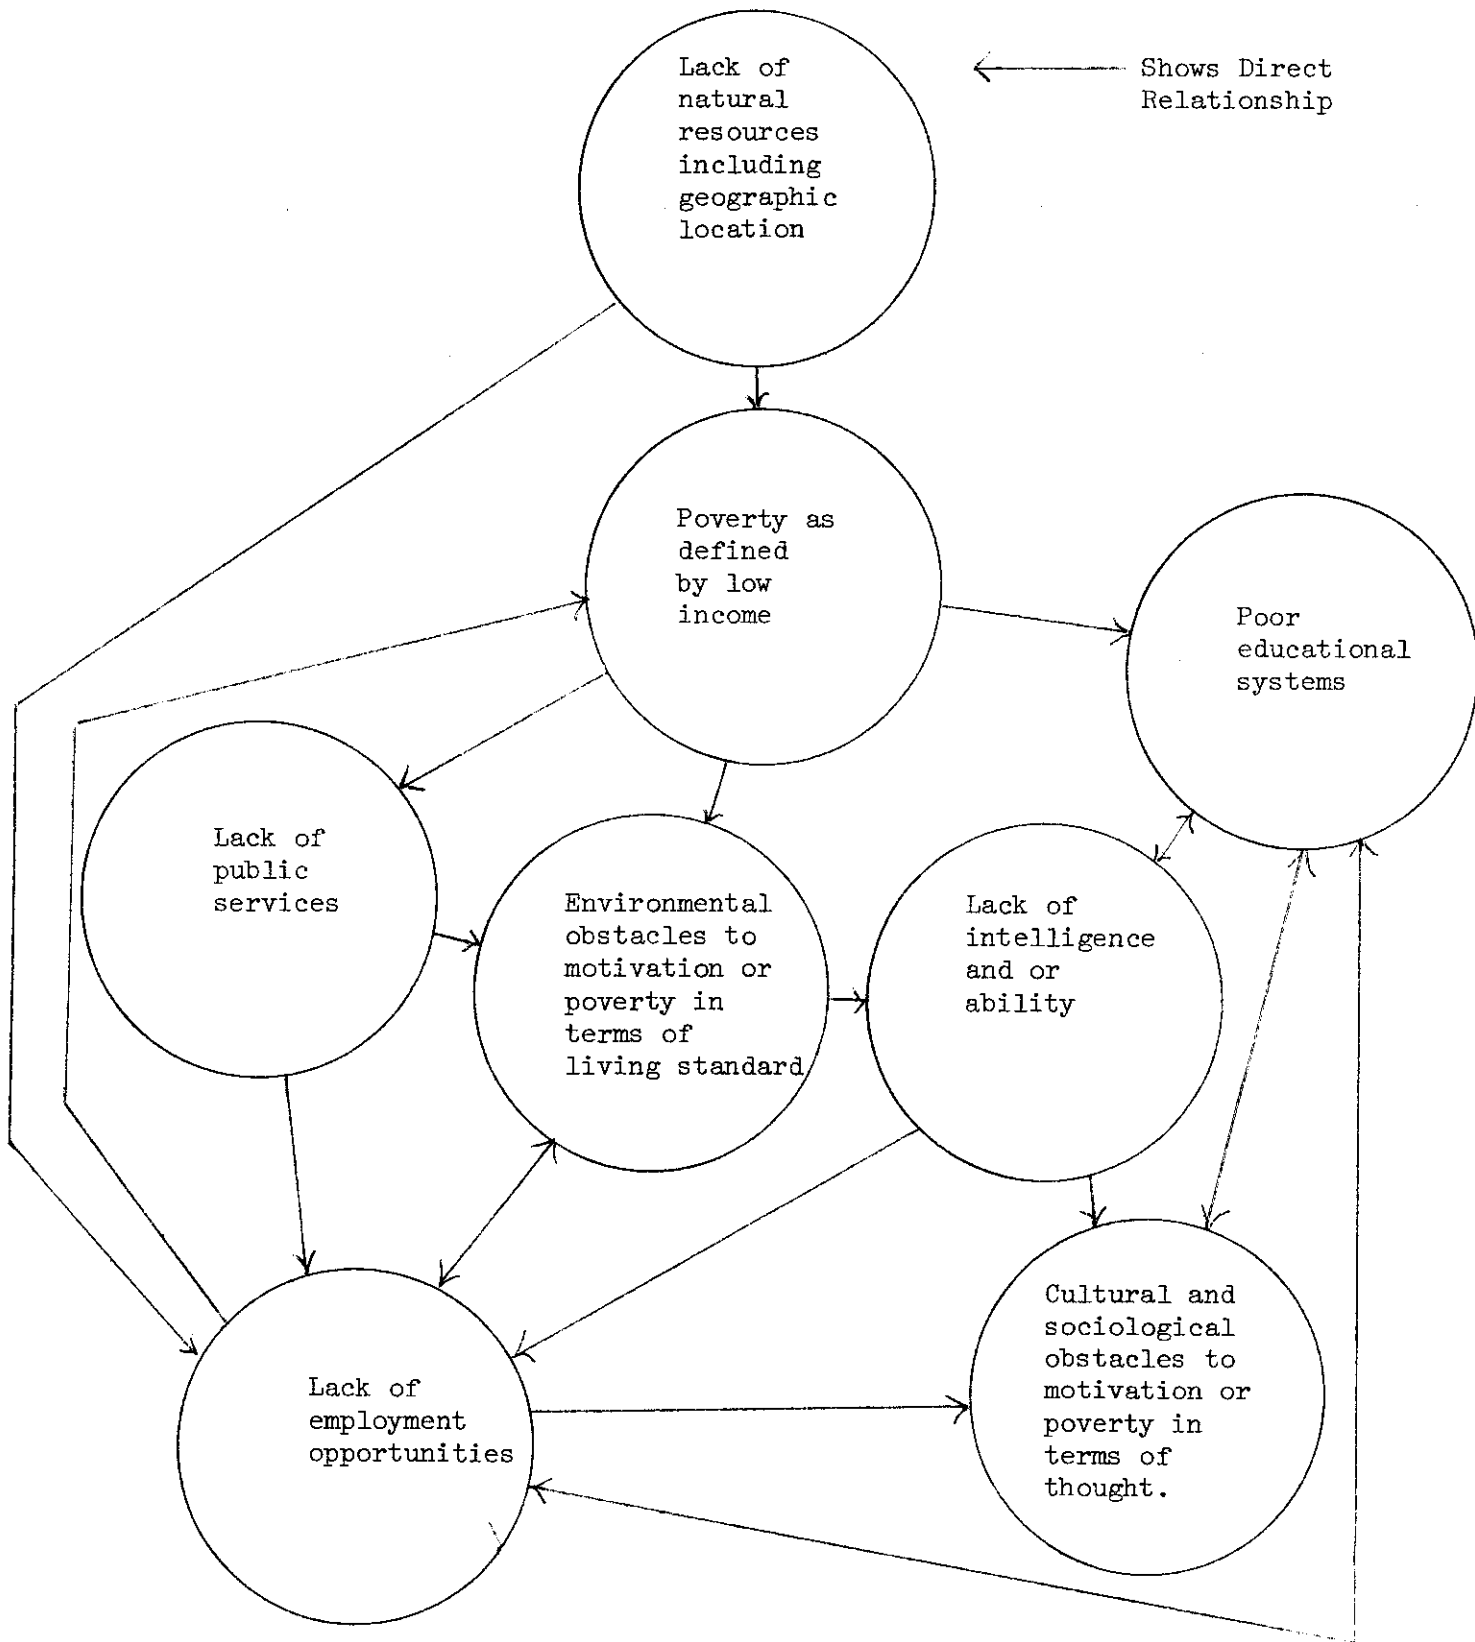 Lack of
natural
resources
including
geographic
location
Shows Direct
Relationship
Poverty as
defined
by low
income
Poor
educational
systems
Lack of
public
services
Environmental
obstacles to
motivation or
poverty in
terms of
living standard
Lack of
intelligence
and or
ability
Cultural and
sociological
obstacles to
motivation or
poverty in
terms of
thought.
Lack of
employment
opportunities